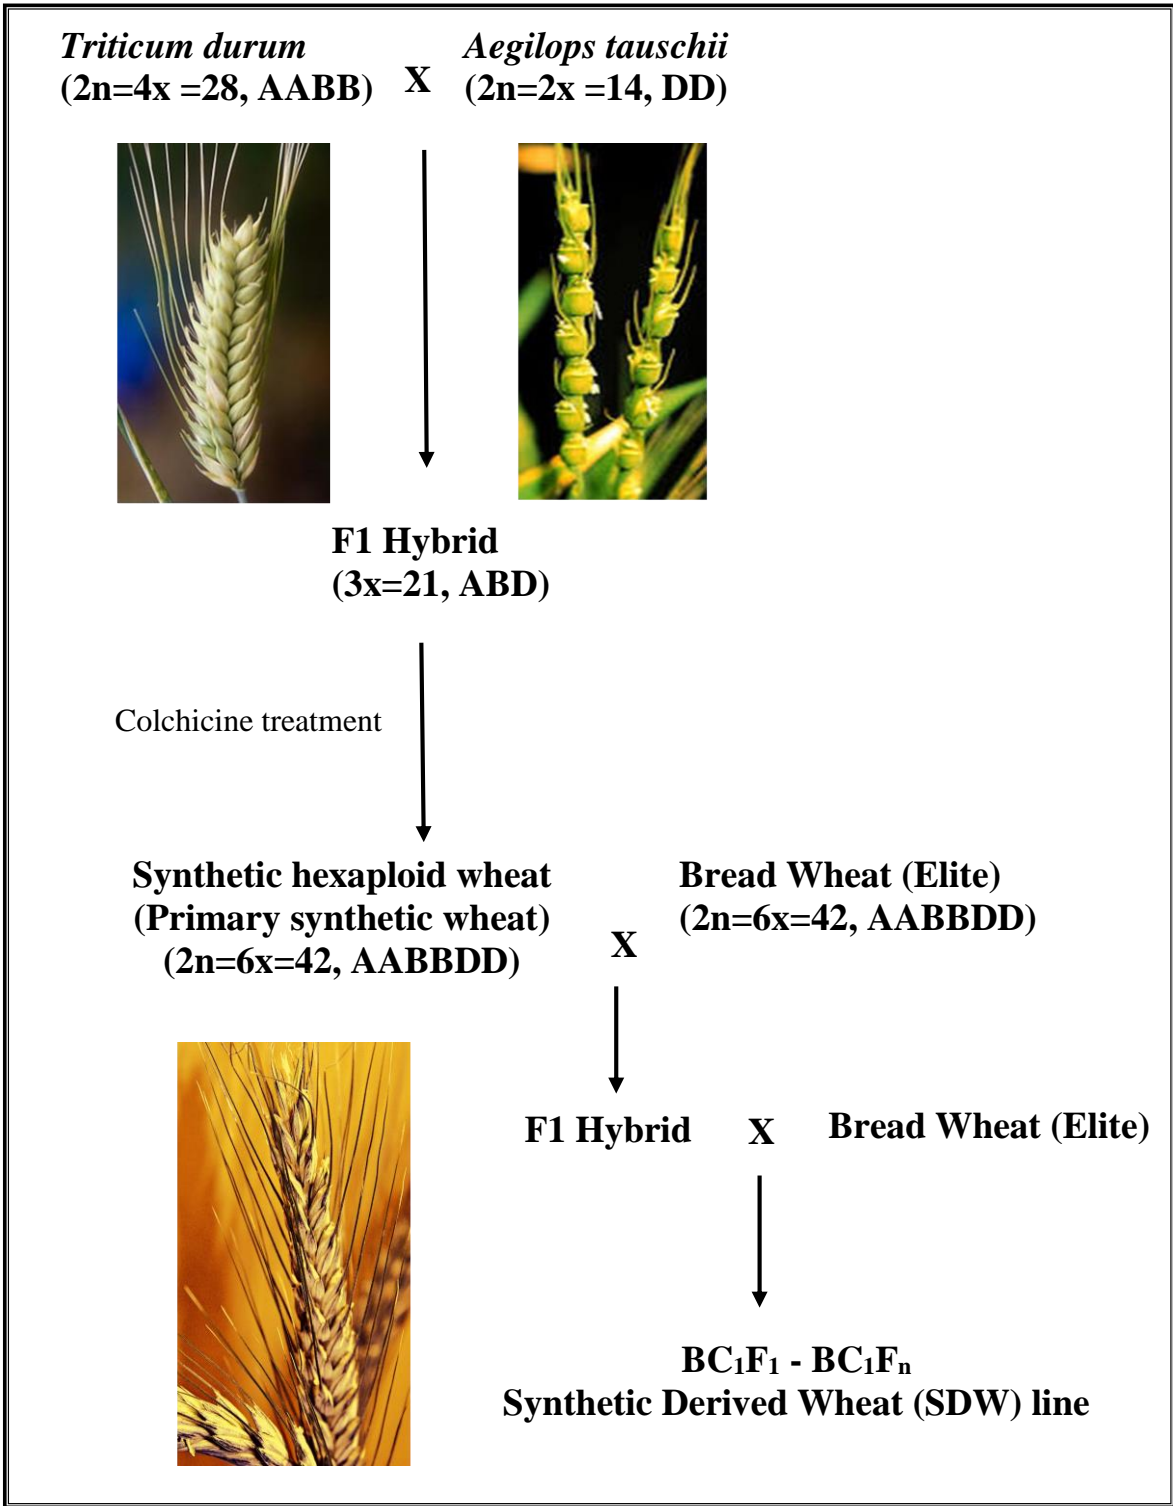 Triticum durum
(2n=4x =28, AABB)
X
Aegilops tauschii
(2n=2x =14, DD)
F1 Hybrid
(3x=21, ABD)
Colchicine treatment
Synthetic hexaploid wheat
(Primary synthetic wheat)
(2n=6x=42, AABBDD)
X
Bread Wheat (Elite)
(2n=6x=42, AABBDD)
F1 Hybrid
X
Bread Wheat (Elite)
BC₁F₁ - BC₁Fₙ
Synthetic Derived Wheat (SDW) line